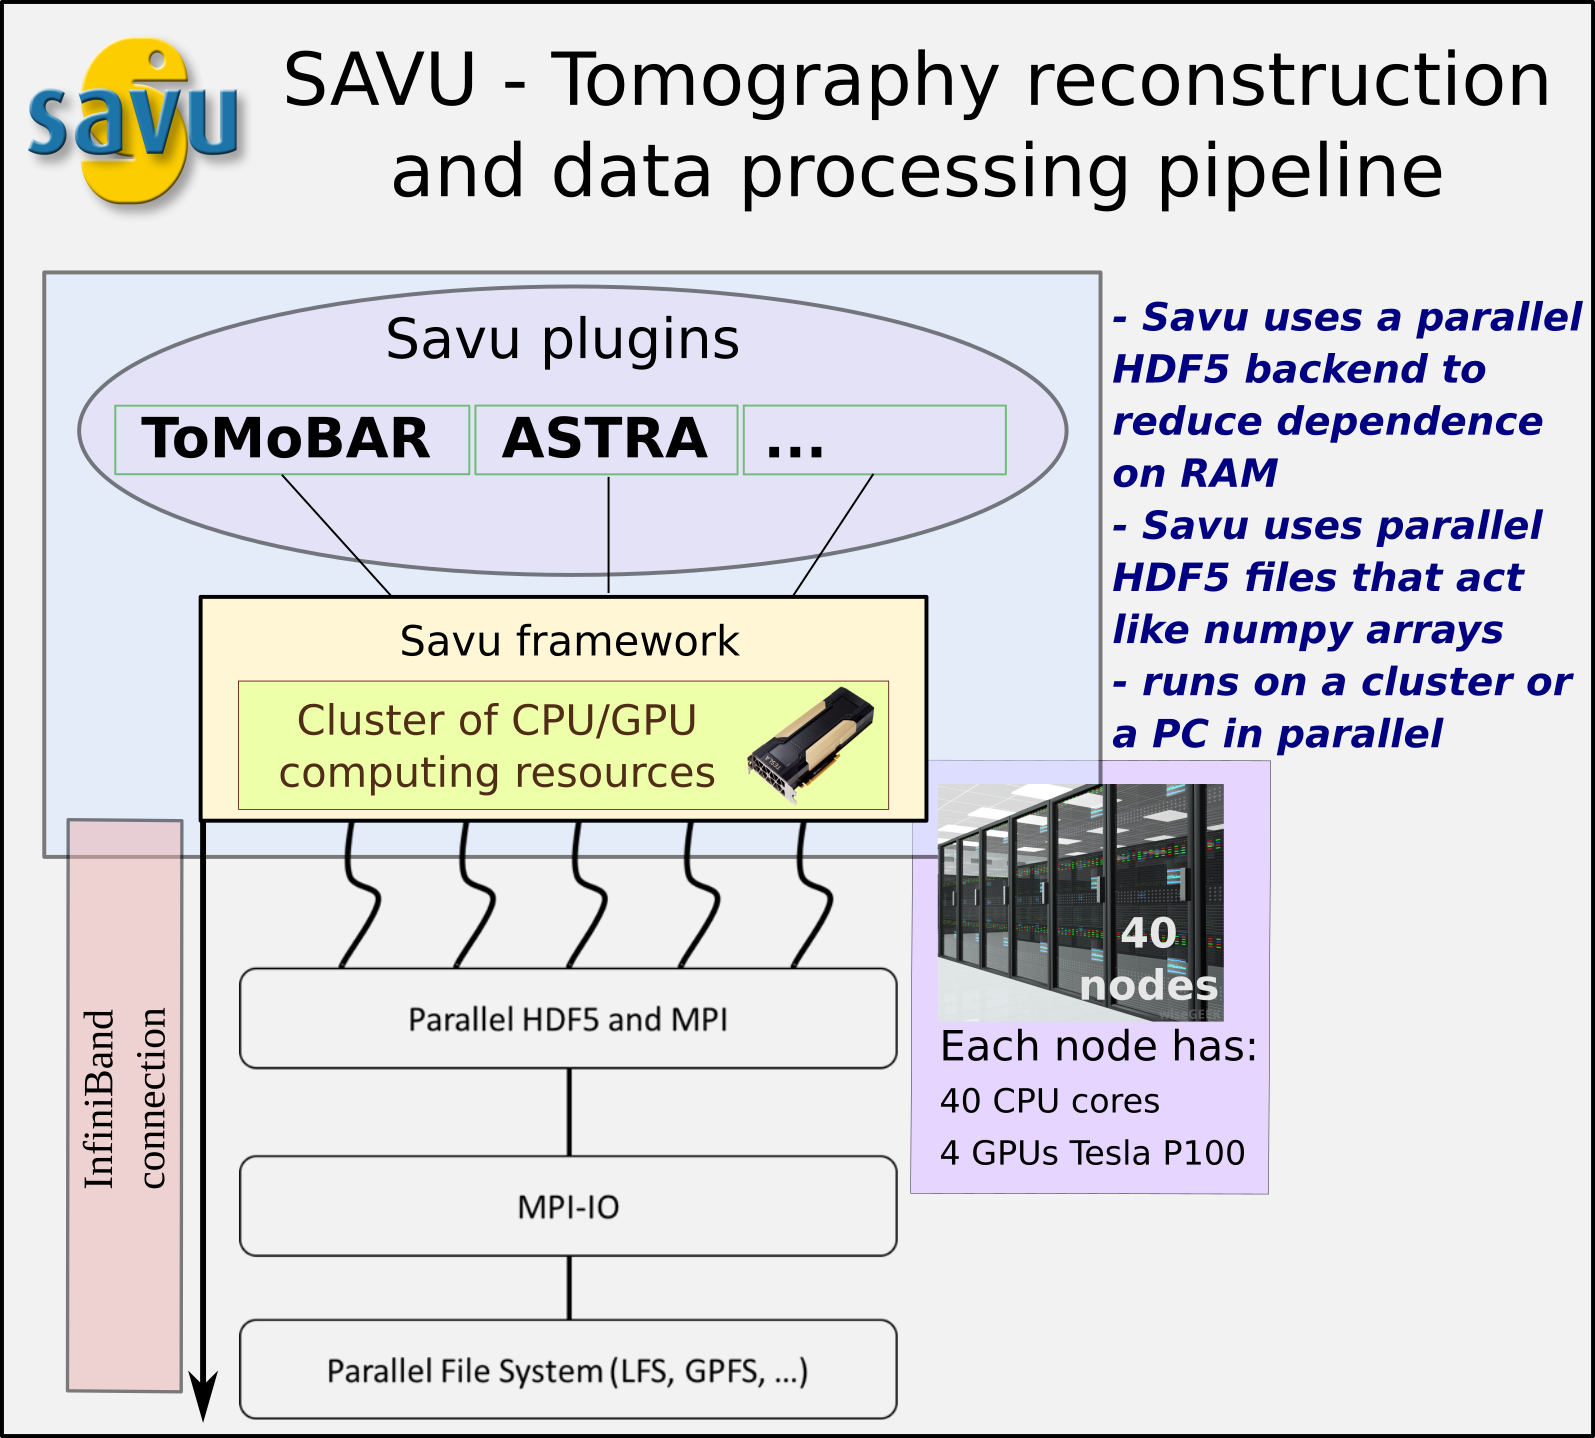 savu
SAVU - Tomography reconstruction
and data processing pipeline
Savu plugins
ToMoBAR
ASTRA
...
Savu framework
Cluster of CPU/GPU
computing resources
TESLA
- Savu uses a parallel
HDF5 backend to
reduce dependence
on RAM
- Savu uses parallel
HDF5 files that act
like numpy arrays
- runs on a cluster or
a PC in parallel
40
nodes
wiseGEEK
Each node has:
40 CPU cores
4 GPUs Tesla P100
InfiniBand
connection
Parallel HDF5 and MPI
MPI-IO
Parallel File System (LFS, GPFS, ...)